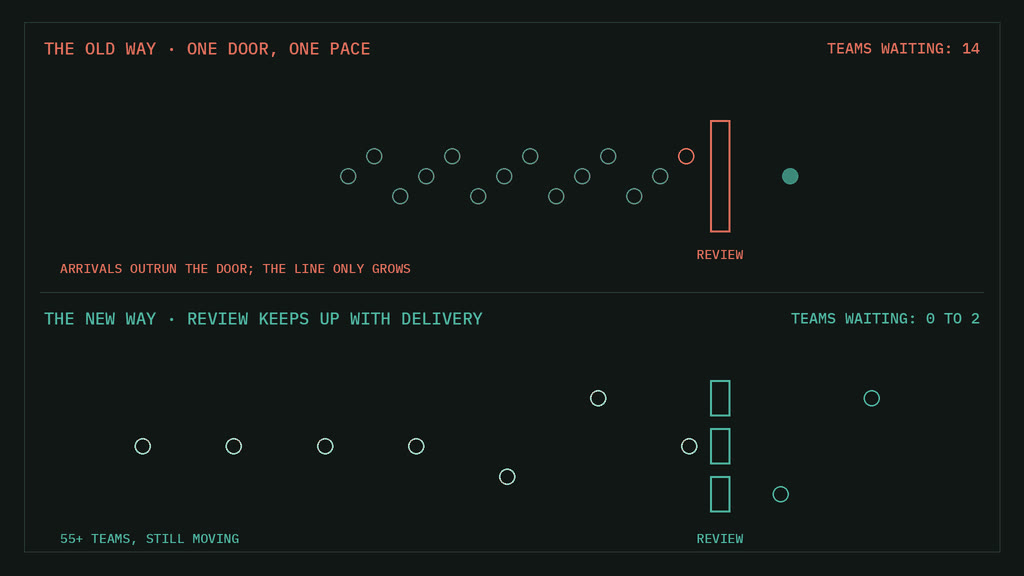 THE OLD WAY · ONE DOOR, ONE PACE
TEAMS WAITING: 14
REVIEW
ARRIVALS OUTRUN THE DOOR; THE LINE ONLY GROWS
THE NEW WAY · REVIEW KEEPS UP WITH DELIVERY
TEAMS WAITING: 0 TO 2
55+ TEAMS, STILL MOVING
REVIEW